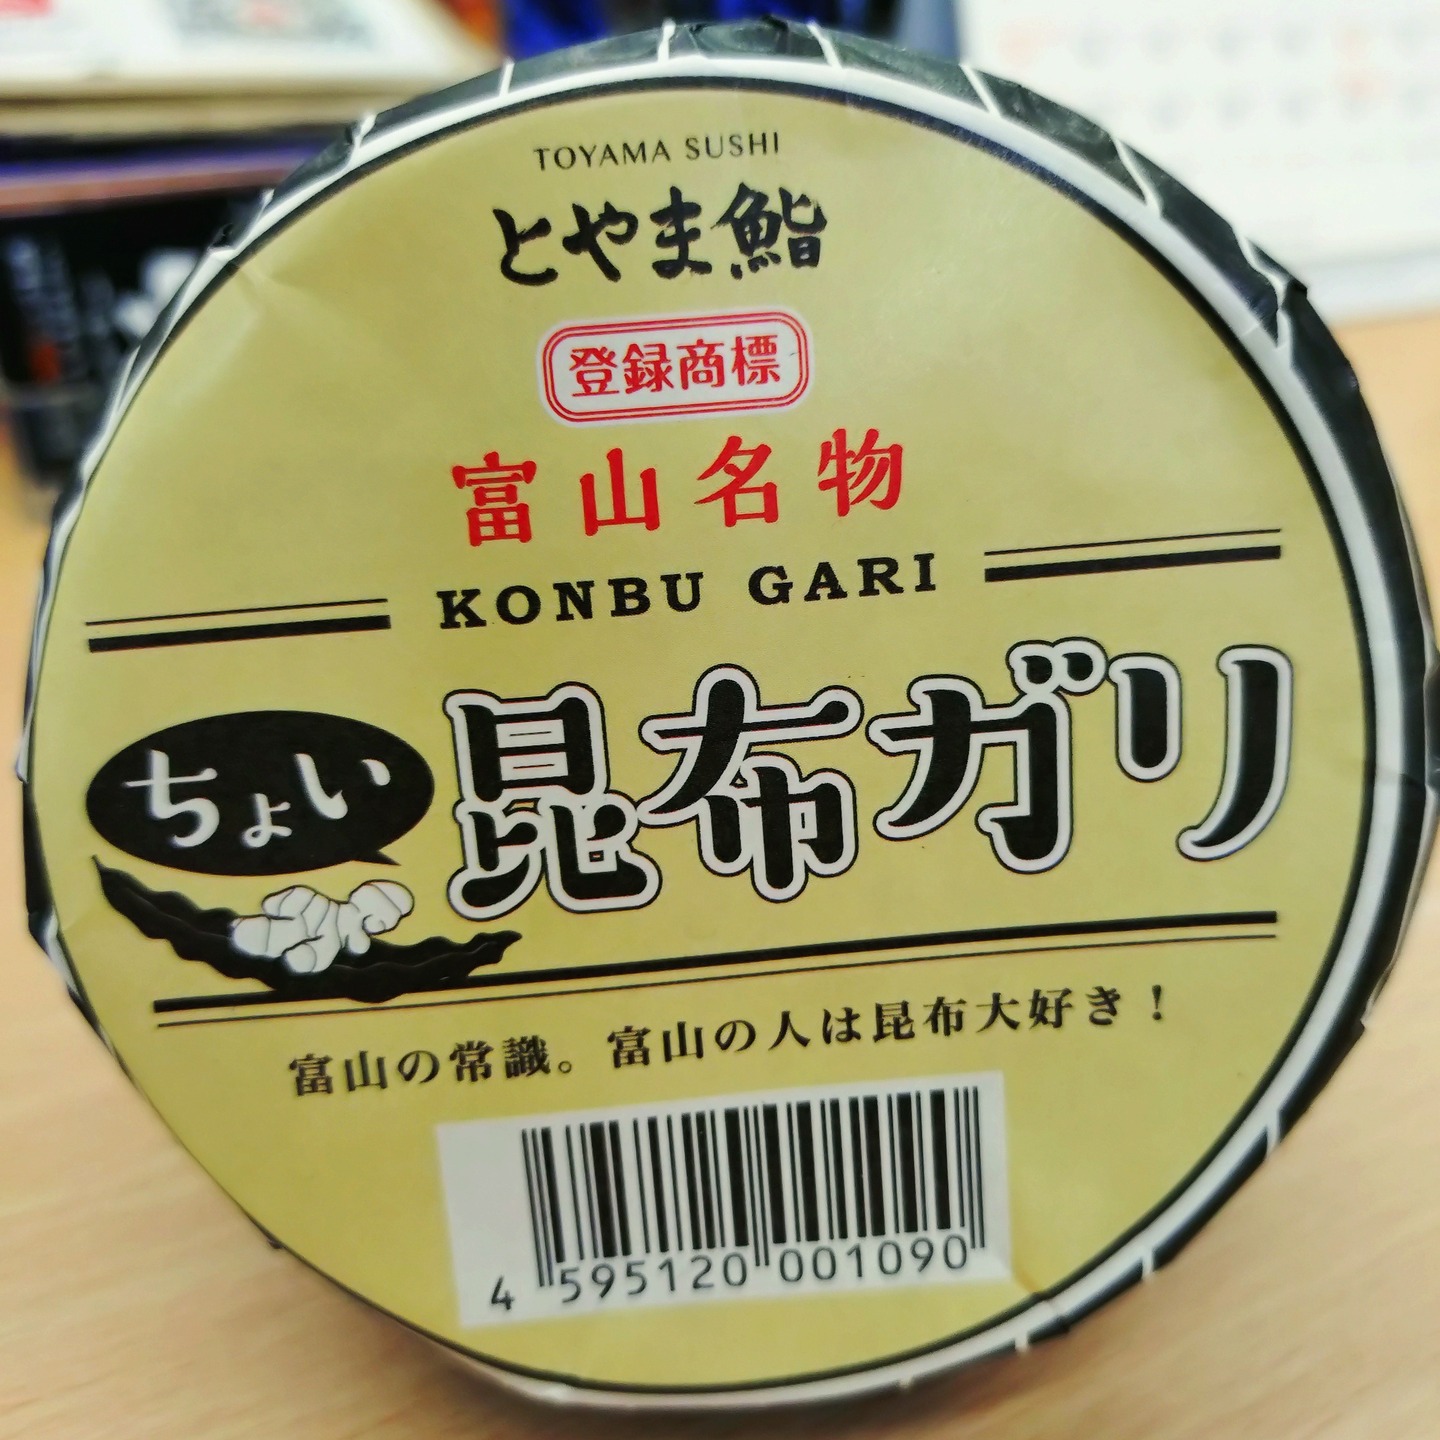 TOYAMA SUSHI
とやま鮨
登録商標
富山名物
KONBU GARI
ちょい
昆布ガリ
富山の常識。富山の人は昆布大好き！
4 595120 001090